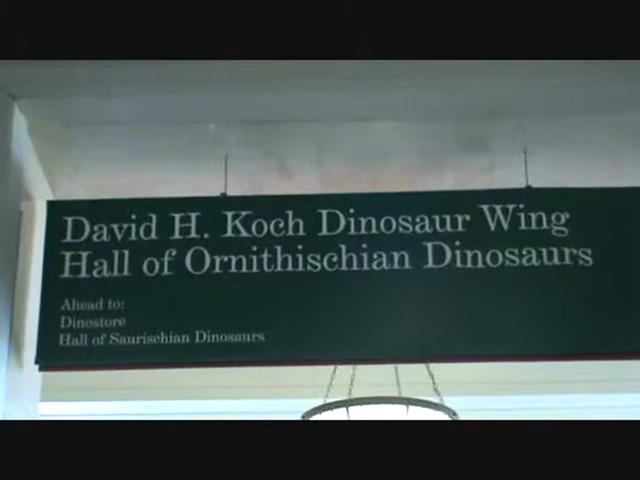 David H. Koch Dinosaur Wing
Hall of Ornithischian Dinosaurs
Ahead to:
Dinostore
Hall of Saurischian Dinosaurs